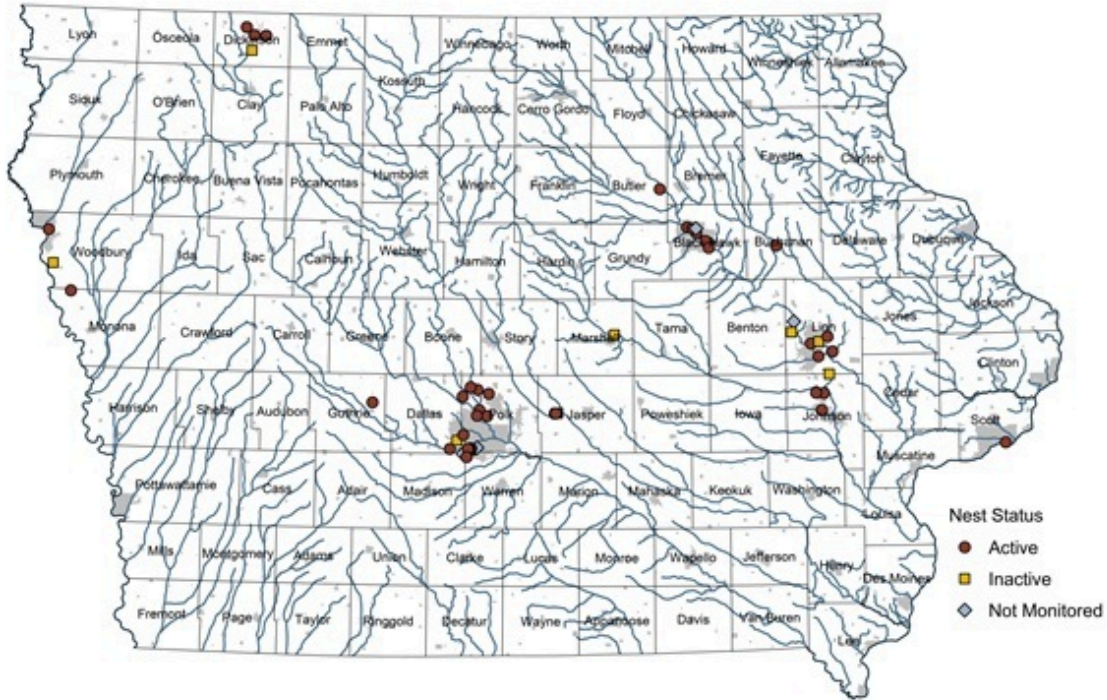 Lyon Osceola Dickinson Emmet Winnebago Worth Mitchell Howard Winneshiek Allamakee
Kossuth
Sioux O'Brien Clay Palo Alto Hancock Cerro Gordo Floyd Chickasaw
Plymouth Cherokee Buena Vista Pocahontas Humboldt Wright Franklin Butler Bremer Fayette Clayton
Woodbury Ida Sac Calhoun Webster Hamilton Hardin Grundy Black Hawk Buchanan Delaware Dubuque
Monona Crawford Carroll Greene Boone Story Marshall Tama Benton Linn Jones Jackson
Clinton
Harrison Shelby Audubon Guthrie Dallas Polk Jasper Poweshiek Iowa Johnson Cedar
Scott
Muscatine
Pottawattamie Cass Adair Madison Warren Marion Mahaska Keokuk Washington
Louisa
Mills Montgomery Adams Union Clarke Lucas Monroe Wapello Jefferson Henry
Des Moines
Fremont Page Taylor Ringgold Decatur Wayne Appanoose Davis Van Buren
Lee
Nest Status
Active
Inactive
Not Monitored